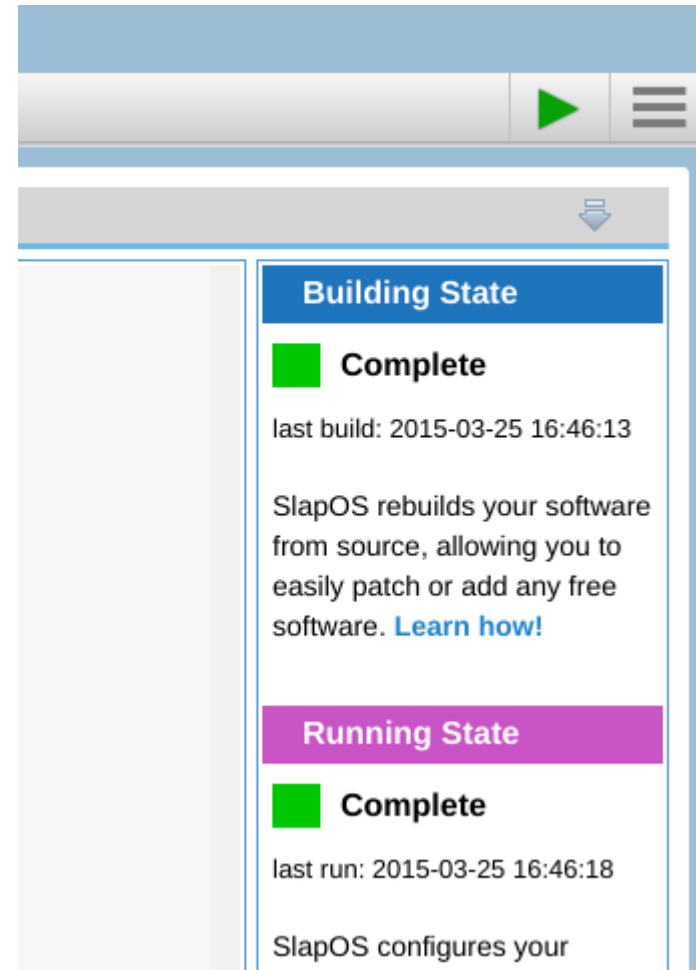 Building State
Complete
last build: 2015-03-25 16:46:13
SlapOS rebuilds your software
from source, allowing you to
easily patch or add any free
software. Learn how!
Running State
Complete
last run: 2015-03-25 16:46:18
SlapOS configures your